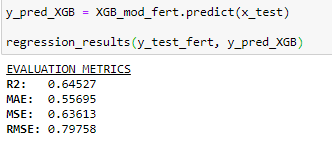 y_pred_XGB = XGB_mod_fert.predict(x_test)
regression_results(y_test_fert, y_pred_XGB)
EVALUATION METRICS
R2: 0.64527
MAE: 0.55695
MSE: 0.63613
RMSE: 0.79758